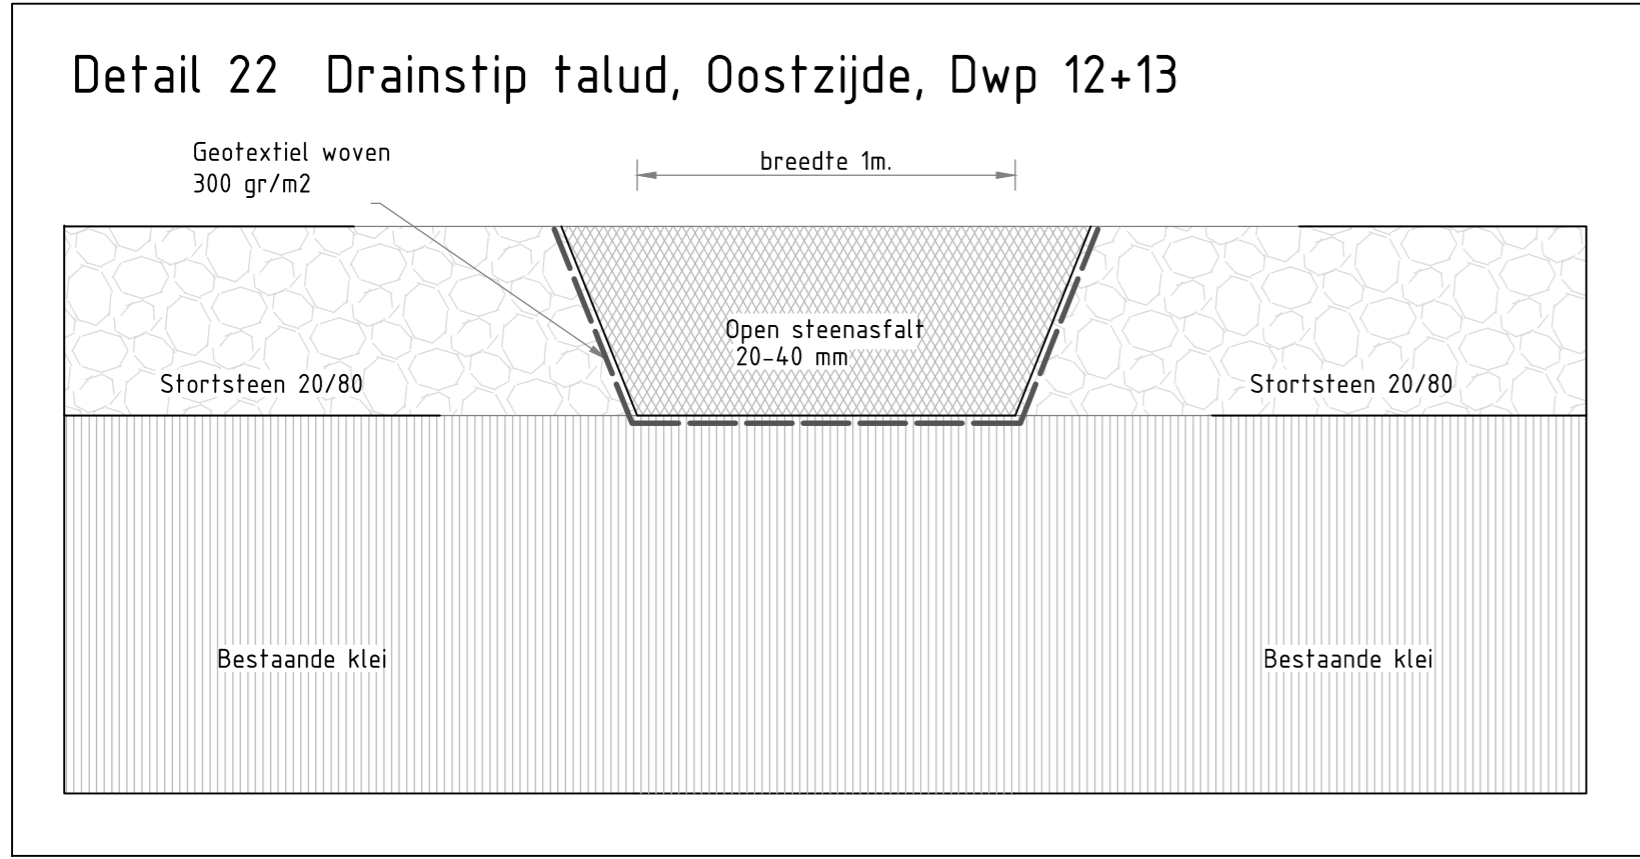 Detail 22 Drainstip talud, Oostzijde, Dwp 12+13
Geotextiel woven
300 gr/m2
breedte 1m.
Open steenasfalt
20-40 mm
Stortsteen 20/80
Stortsteen 20/80
Bestaande klei
Bestaande klei